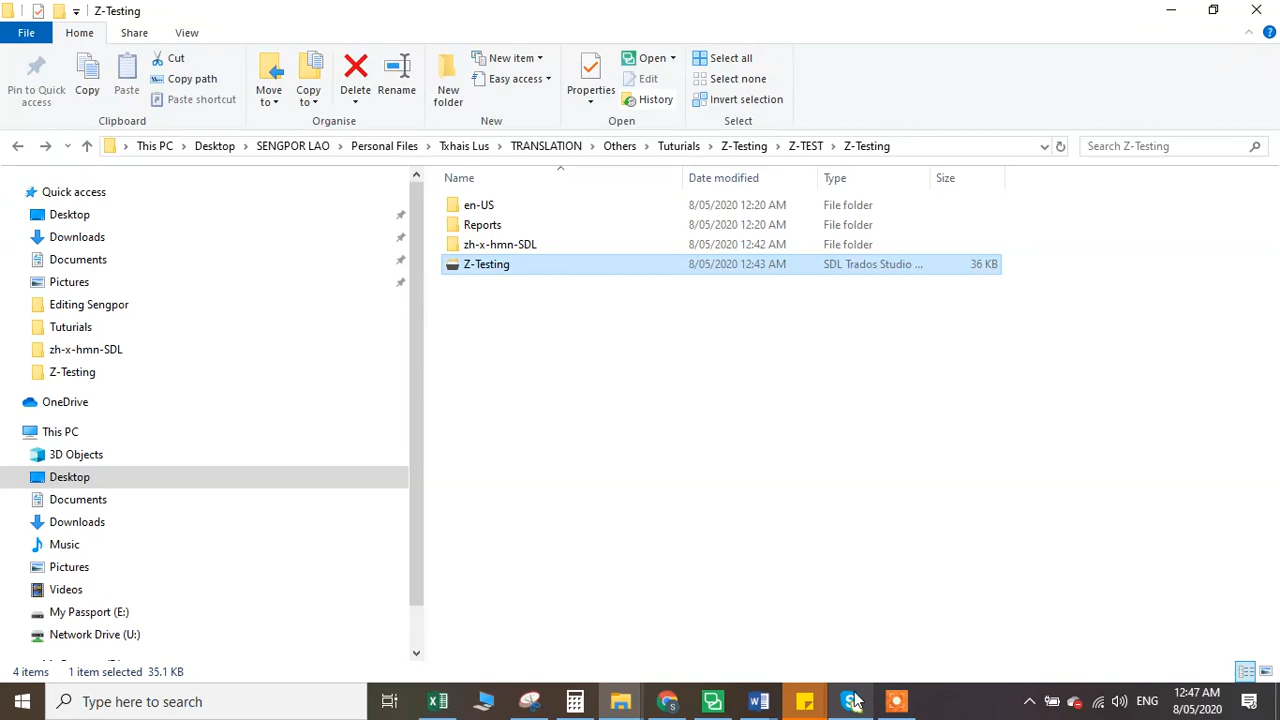 Z-Testing
File Home Share View
Pin to Quick access Copy Paste Cut Copy path Paste shortcut Move to Copy to Delete Rename New folder New item Easy access Properties Open Edit History Select all Select none Invert selection
Clipboard Organise New Open Select
This PC Desktop SENGPOR LAO Personal Files Txhais Lus TRANSLATION Others Tuturials Z-Testing Z-TEST Z-Testing Search Z-Testing
Name Date modified Type Size
en-US 8/05/2020 12:20 AM File folder
Reports 8/05/2020 12:20 AM File folder
zh-x-hmn-SDL 8/05/2020 12:42 AM File folder
Z-Testing 8/05/2020 12:43 AM SDL Trados Studio ... 36 KB
Quick access
Desktop
Downloads
Documents
Pictures
Editing Sengpor
Tuturials
zh-x-hmn-SDL
Z-Testing
OneDrive
This PC
3D Objects
Desktop
Documents
Downloads
Music
Pictures
Videos
My Passport (E:)
Network Drive (U:)
4 items 1 item selected 35.1 KB
Type here to search ENG 12:47 AM
8/05/2020